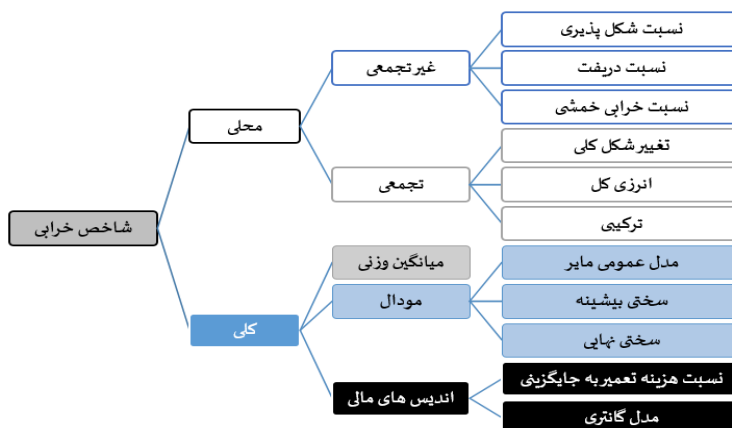 شاخص خرابی
محلی
غیر تجمعی
نسبت شکل پذیری
نسبت دریفت
نسبت خرابی خمشی
تجمعی
تغییر شکل کلی
انرژی کل
ترکیبی
کلی
میانگین وزنی
مودال
مدل عمومی مایر
سختی بیشینه
سختی نهایی
اندیس های مالی
نسبت هزینه تعمیر به جایگزینی
مدل گانتری